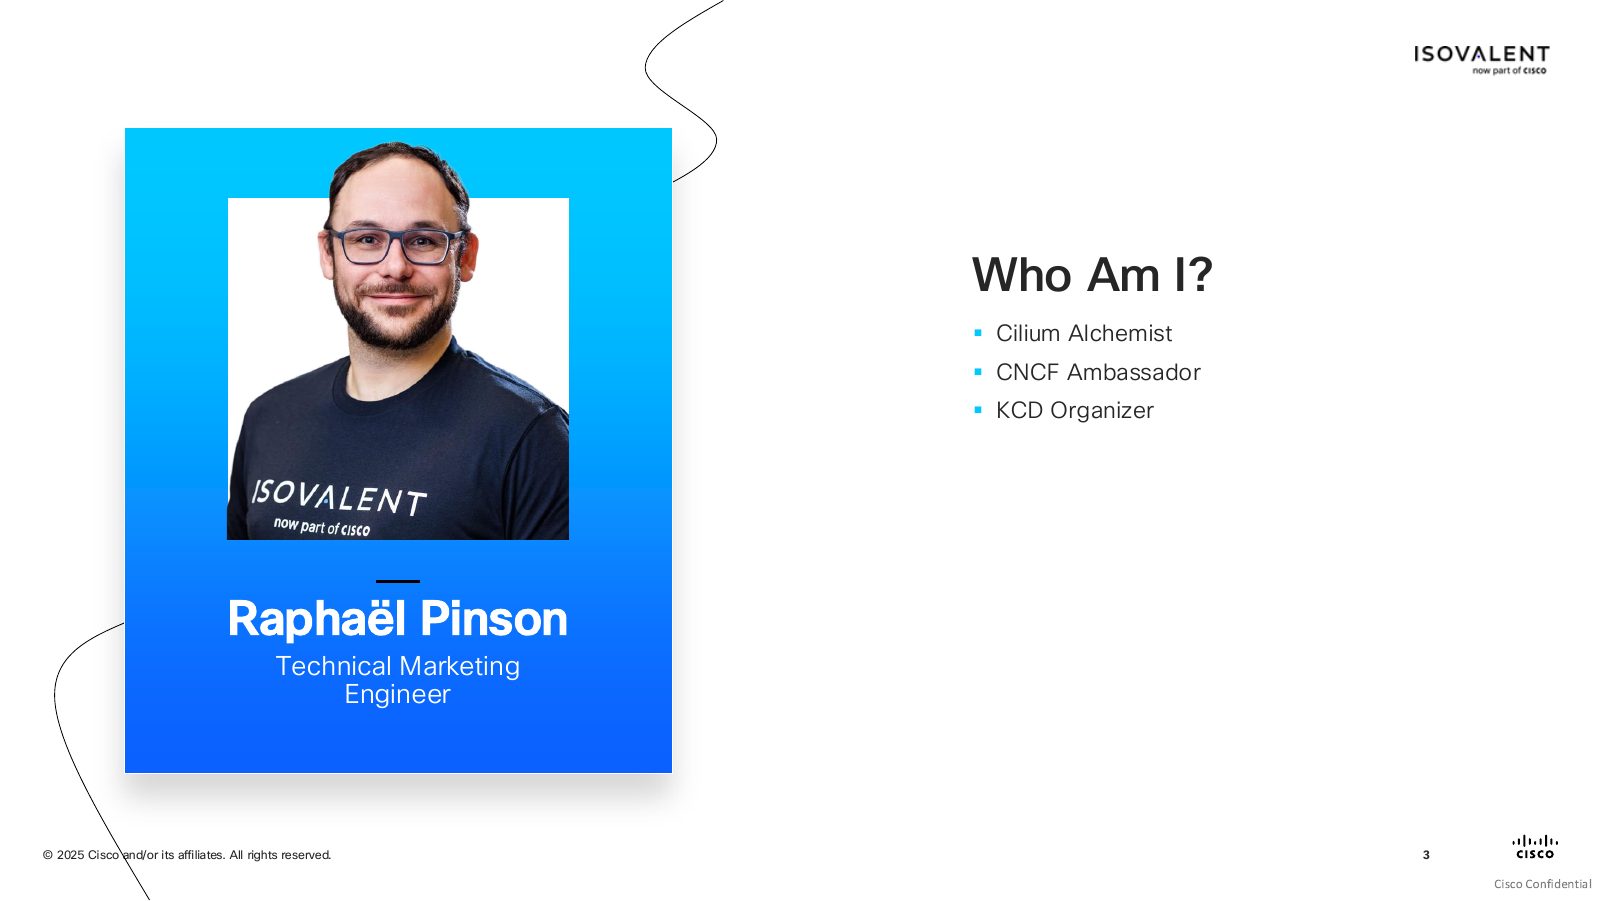 ISOVALENT
now part of CISCO
ISOVALENT
now part of CISCO
Raphaël Pinson
Technical Marketing
Engineer
Who Am I?
▪ Cilium Alchemist
▪ CNCF Ambassador
▪ KCD Organizer
© 2025 Cisco and/or its affiliates. All rights reserved.
3
CISCO
Cisco Confidential